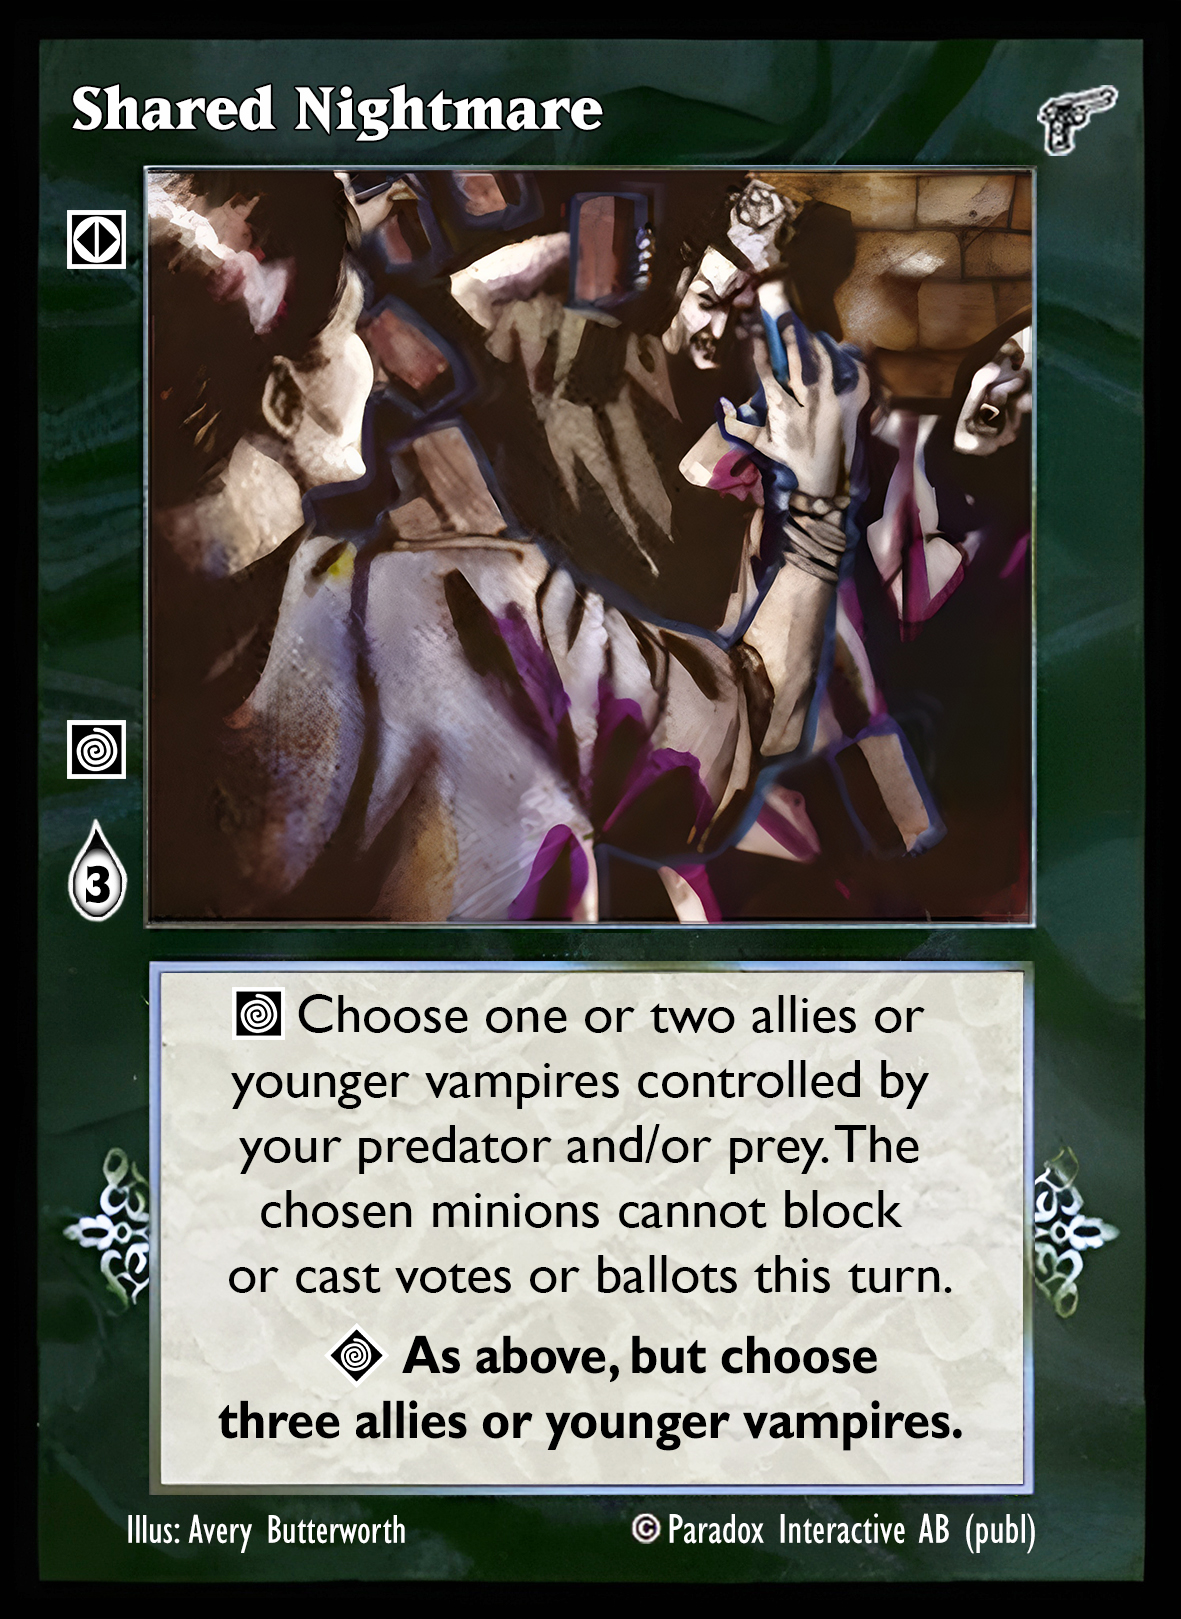 Shared Nightmare
3
Choose one or two allies or
younger vampires controlled by
your predator and/or prey. The
chosen minions cannot block
or cast votes or ballots this turn.
As above, but choose
three allies or younger vampires.
Illus: Avery Butterworth
© Paradox Interactive AB (publ)